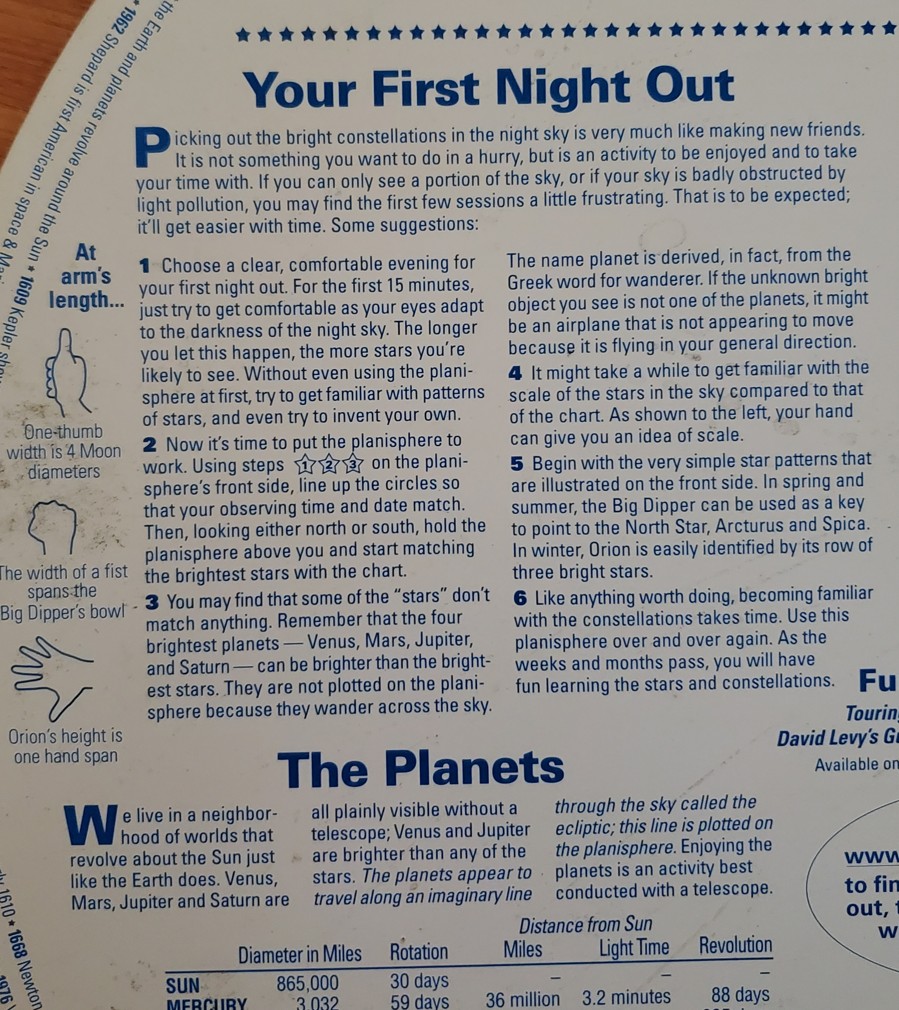 the Earth and planets revolve around the Sun ★ 1609 Kepler
★ 1962 Shepard is first American in space &
Your First Night Out
Picking out the bright constellations in the night sky is very much like making new friends.
It is not something you want to do in a hurry, but is an activity to be enjoyed and to take
your time with. If you can only see a portion of the sky, or if your sky is badly obstructed by
light pollution, you may find the first few sessions a little frustrating. That is to be expected;
it'll get easier with time. Some suggestions:
At
arm's
length...
One-thumb
width is 4 Moon
diameters
The width of a fist
spans the
Big Dipper's bowl
Orion's height is
one hand span
1 Choose a clear, comfortable evening for
your first night out. For the first 15 minutes,
just try to get comfortable as your eyes adapt
to the darkness of the night sky. The longer
you let this happen, the more stars you're
likely to see. Without even using the plani-
sphere at first, try to get familiar with patterns
of stars, and even try to invent your own.
2 Now it's time to put the planisphere to
work. Using steps 1 2 3 on the plani-
sphere's front side, line up the circles so
that your observing time and date match.
Then, looking either north or south, hold the
planisphere above you and start matching
the brightest stars with the chart.
3 You may find that some of the “stars” don't
match anything. Remember that the four
brightest planets — Venus, Mars, Jupiter,
and Saturn — can be brighter than the bright-
est stars. They are not plotted on the plani-
sphere because they wander across the sky.
The name planet is derived, in fact, from the
Greek word for wanderer. If the unknown bright
object you see is not one of the planets, it might
be an airplane that is not appearing to move
because it is flying in your general direction.
4 It might take a while to get familiar with the
scale of the stars in the sky compared to that
of the chart. As shown to the left, your hand
can give you an idea of scale.
5 Begin with the very simple star patterns that
are illustrated on the front side. In spring and
summer, the Big Dipper can be used as a key
to point to the North Star, Arcturus and Spica.
In winter, Orion is easily identified by its row of
three bright stars.
6 Like anything worth doing, becoming familiar
with the constellations takes time. Use this
planisphere over and over again. As the
weeks and months pass, you will have
fun learning the stars and constellations.
Fu
Touring
David Levy's G
Available on
The Planets
We live in a neighbor-
hood of worlds that
revolve about the Sun just
like the Earth does. Venus,
Mars, Jupiter and Saturn are
all plainly visible without a
telescope; Venus and Jupiter
are brighter than any of the
stars. The planets appear to
travel along an imaginary line
through the sky called the
ecliptic; this line is plotted on
the planisphere. Enjoying the
planets is an activity best
conducted with a telescope.
www
to fin
out,
w
Distance from Sun
Diameter in Miles Rotation Miles Light Time Revolution
SUN 865,000 30 days – – –
MERCURY 3,032 59 days 36 million 3.2 minutes 88 days
1610 ★ 1668 Newton
1976